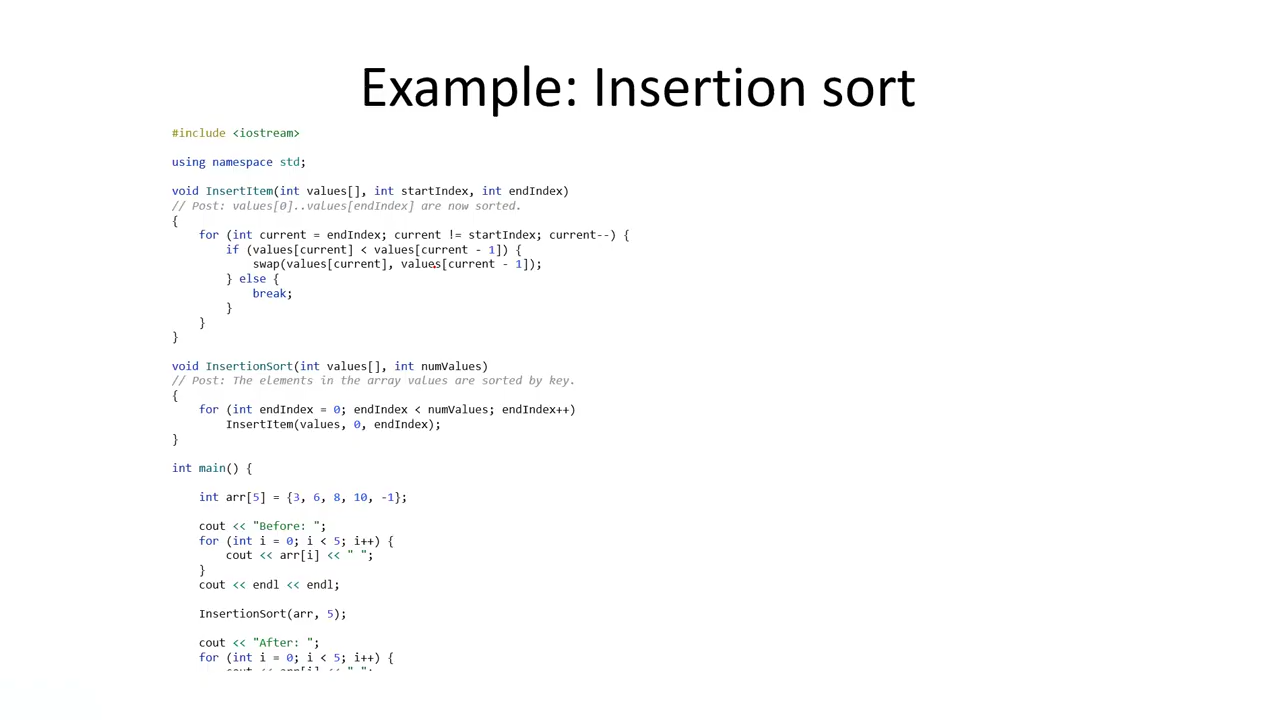 Example: Insertion sort
#include <iostream>
using namespace std;
void InsertItem(int values[], int startIndex, int endIndex)
// Post: values[0]..values[endIndex] are now sorted.
{
for (int current = endIndex; current != startIndex; current--) {
if (values[current] < values[current - 1]) {
swap(values[current], values[current - 1]);
} else {
break;
}
}
}
void InsertionSort(int values[], int numValues)
// Post: The elements in the array values are sorted by key.
{
for (int endIndex = 0; endIndex < numValues; endIndex++)
InsertItem(values, 0, endIndex);
}
int main() {
int arr[5] = {3, 6, 8, 10, -1};
cout << "Before: ";
for (int i = 0; i < 5; i++) {
cout << arr[i] << " ";
}
cout << endl << endl;
InsertionSort(arr, 5);
cout << "After: ";
for (int i = 0; i < 5; i++) {